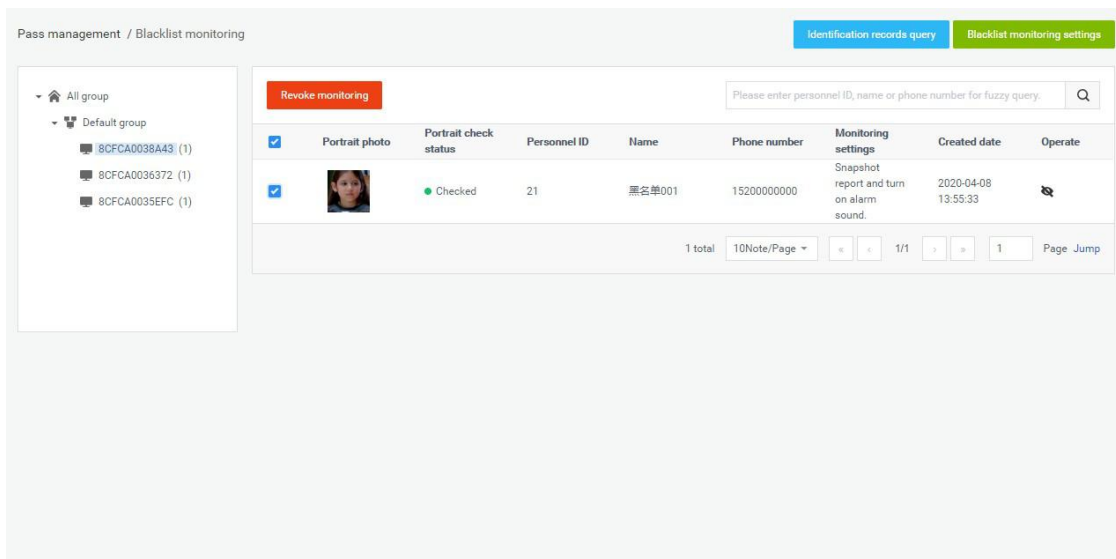 Pass management / Blacklist monitoring
Identification records query
Blacklist monitoring settings
All group
Default group
8CFCA0038A43 (1)
8CFCA0036372 (1)
8CFCA0035EFC (1)
Revoke monitoring
Please enter personnel ID, name or phone number for fuzzy query.
Portrait photo
Portrait check
status
Personnel ID
Name
Phone number
Monitoring
settings
Created date
Operate
Checked
21
黑名单001
15200000000
Snapshot
report and turn
on alarm
sound.
2020-04-08
13:55:33
1 total
10Note/Page
«
‹
1/1
›
»
1
Page Jump